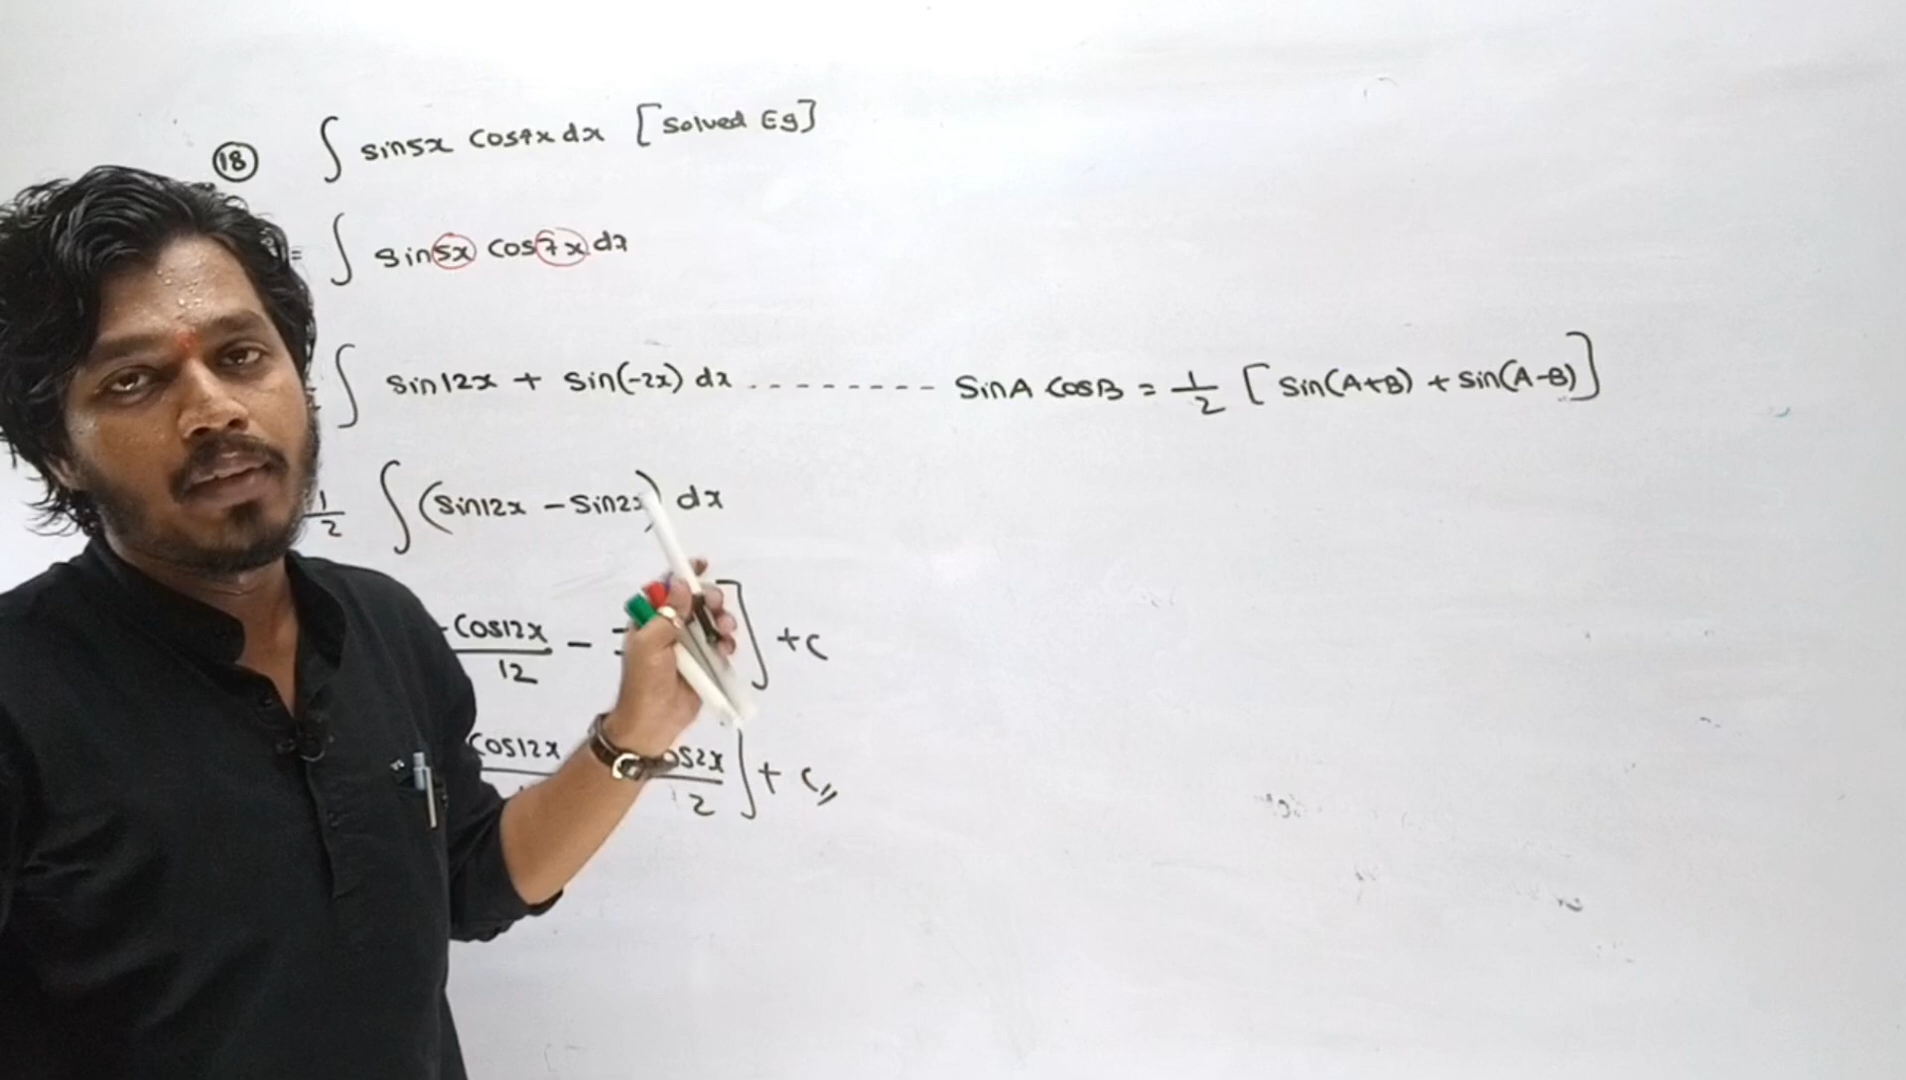 18 ∫ sin5x cos7x dx [Solved Eg]
= ∫ sin5x cos7x dx
∫ sin12x + sin(-2x) dx -------- SinA CosB = 1/2 [Sin(A+B) + sin(A-B)]
1/2 ∫ (sin12x - sin2x) dx
-cos12x/12 - ] + c
cos12x os2x/2 ] + c